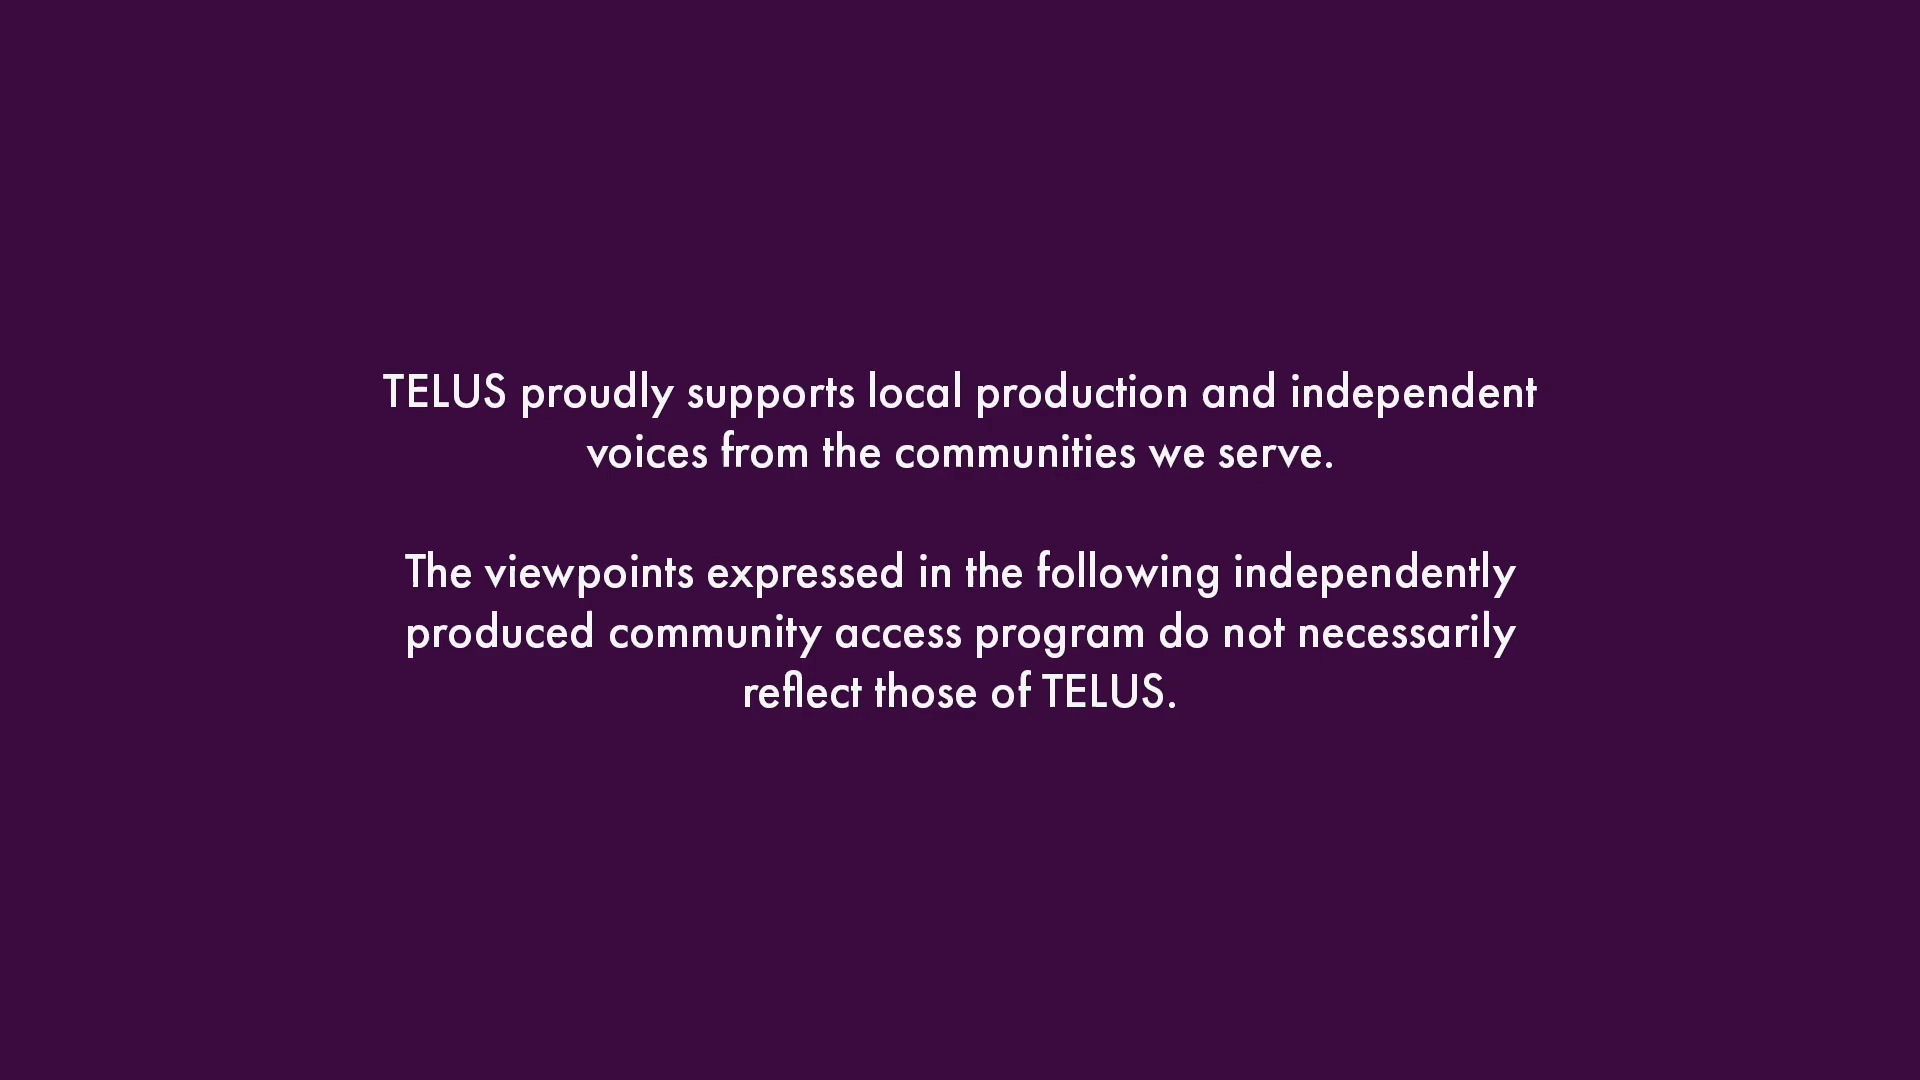 TELUS proudly supports local production and independent
voices from the communities we serve.
The viewpoints expressed in the following independently
produced community access program do not necessarily
reflect those of TELUS.